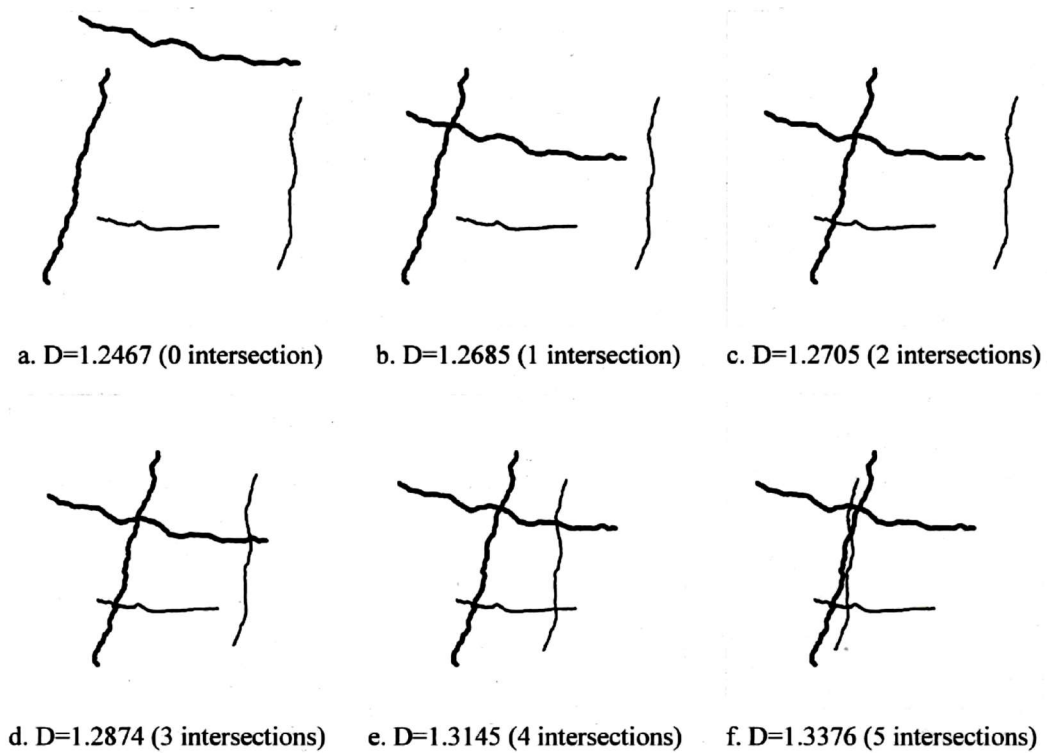 a. D=1.2467 (0 intersection)
b. D=1.2685 (1 intersection)
c. D=1.2705 (2 intersections)
d. D=1.2874 (3 intersections)
e. D=1.3145 (4 intersections)
f. D=1.3376 (5 intersections)